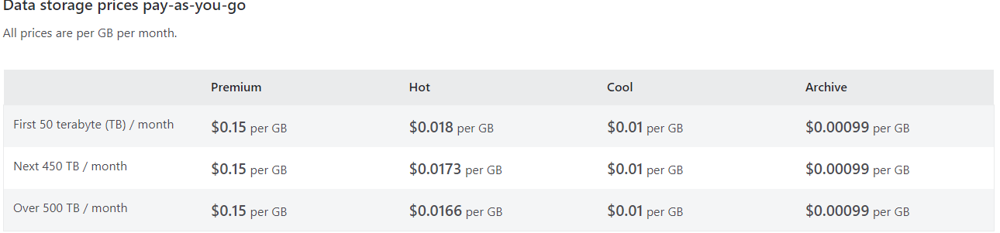 Data storage prices pay-as-you-go
All prices are per GB per month.
Premium Hot Cool Archive
First 50 terabyte (TB) / month $0.15 per GB $0.018 per GB $0.01 per GB $0.00099 per GB
Next 450 TB / month $0.15 per GB $0.0173 per GB $0.01 per GB $0.00099 per GB
Over 500 TB / month $0.15 per GB $0.0166 per GB $0.01 per GB $0.00099 per GB